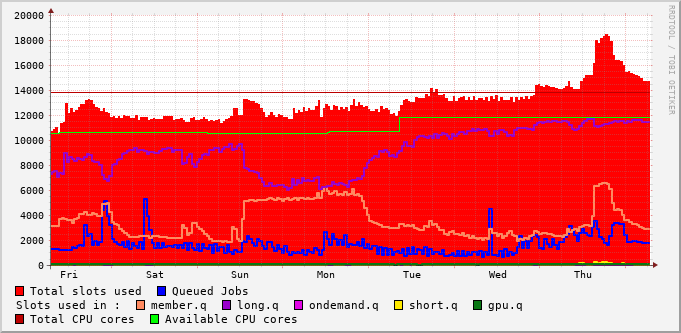 20000
18000
16000
14000
12000
10000
8000
6000
4000
2000
0
Fri Sat Sun Mon Tue Wed Thu
Total slots used Queued Jobs
Slots used in : member.q long.q ondemand.q short.q gpu.q
Total CPU cores Available CPU cores
RRDTOOL / TOBI OETIKER